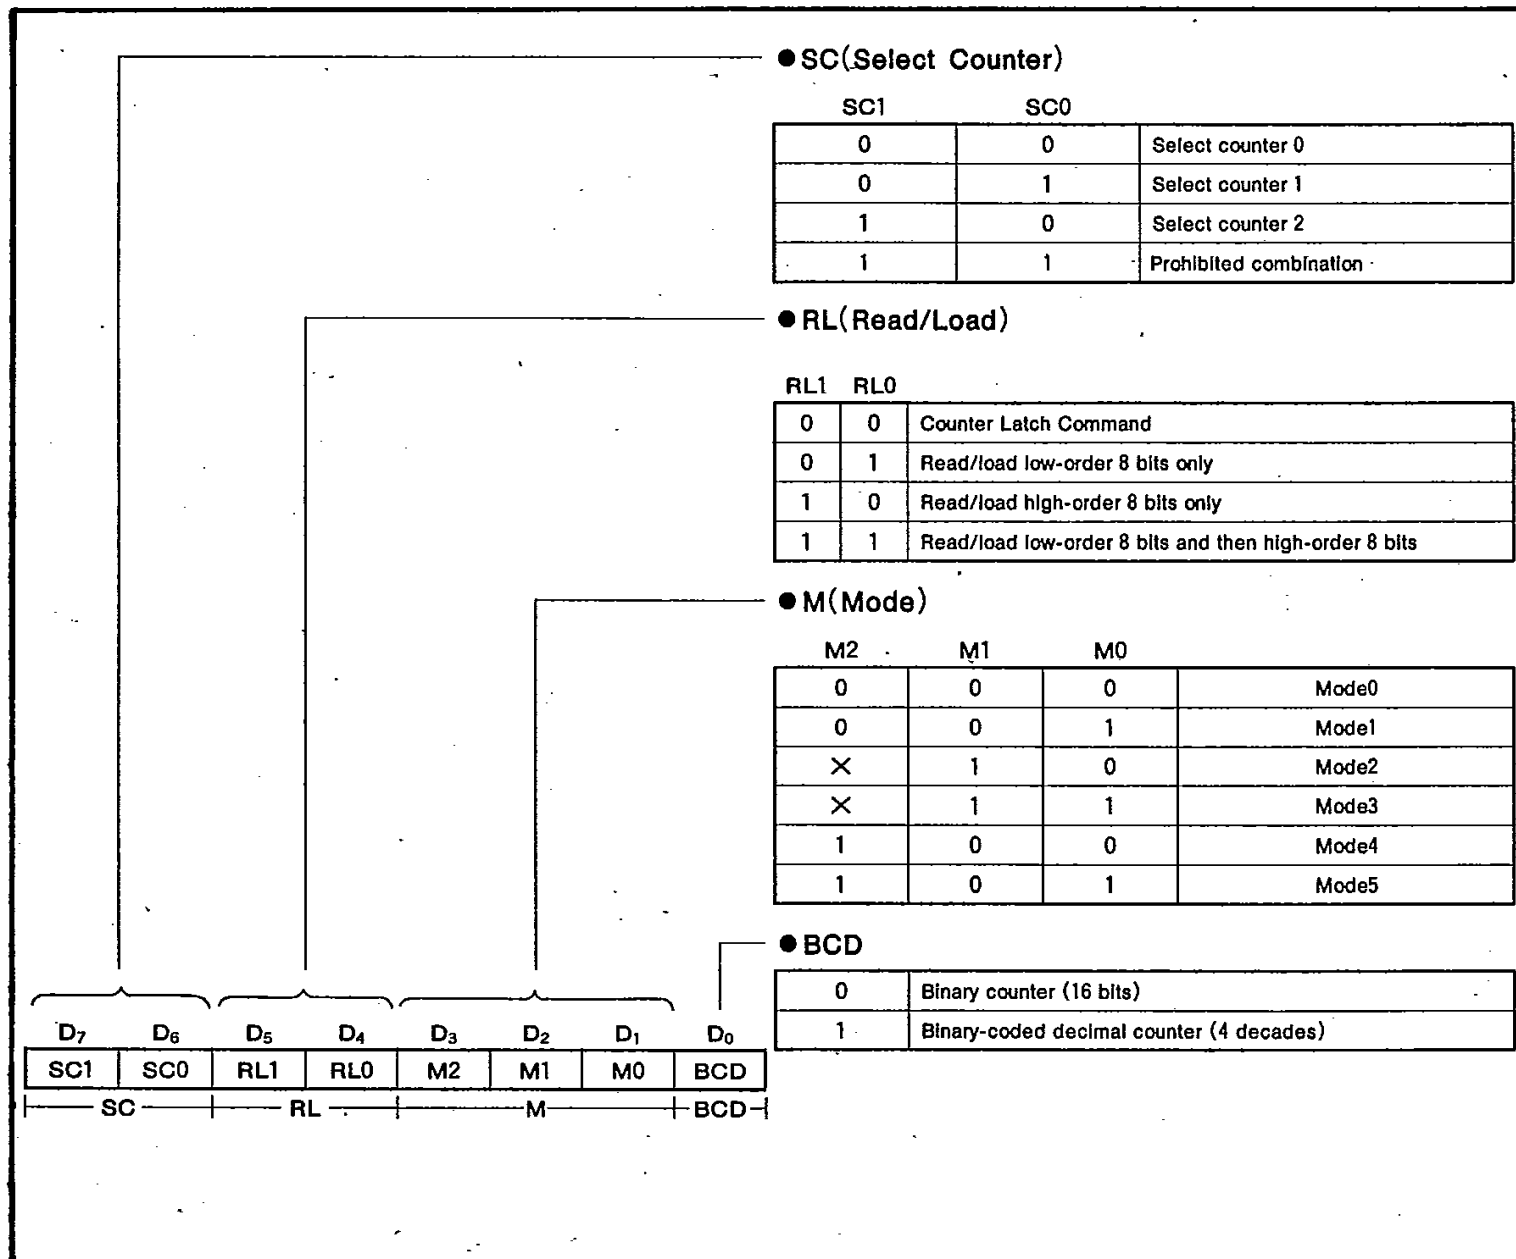 ●SC(Select Counter)
SC1 SC0
0 0 Select counter 0
0 1 Select counter 1
1 0 Select counter 2
1 1 Prohibited combination
●RL(Read/Load)
RL1 RL0
0 0 Counter Latch Command
0 1 Read/load low-order 8 bits only
1 0 Read/load high-order 8 bits only
1 1 Read/load low-order 8 bits and then high-order 8 bits
●M(Mode)
M2 M1 M0
0 0 0 Mode0
0 0 1 Mode1
× 1 0 Mode2
× 1 1 Mode3
1 0 0 Mode4
1 0 1 Mode5
●BCD
0 Binary counter (16 bits)
1 Binary-coded decimal counter (4 decades)
D₇ D₆ D₅ D₄ D₃ D₂ D₁ D₀
SC1 SC0 RL1 RL0 M2 M1 M0 BCD
SC RL M BCD